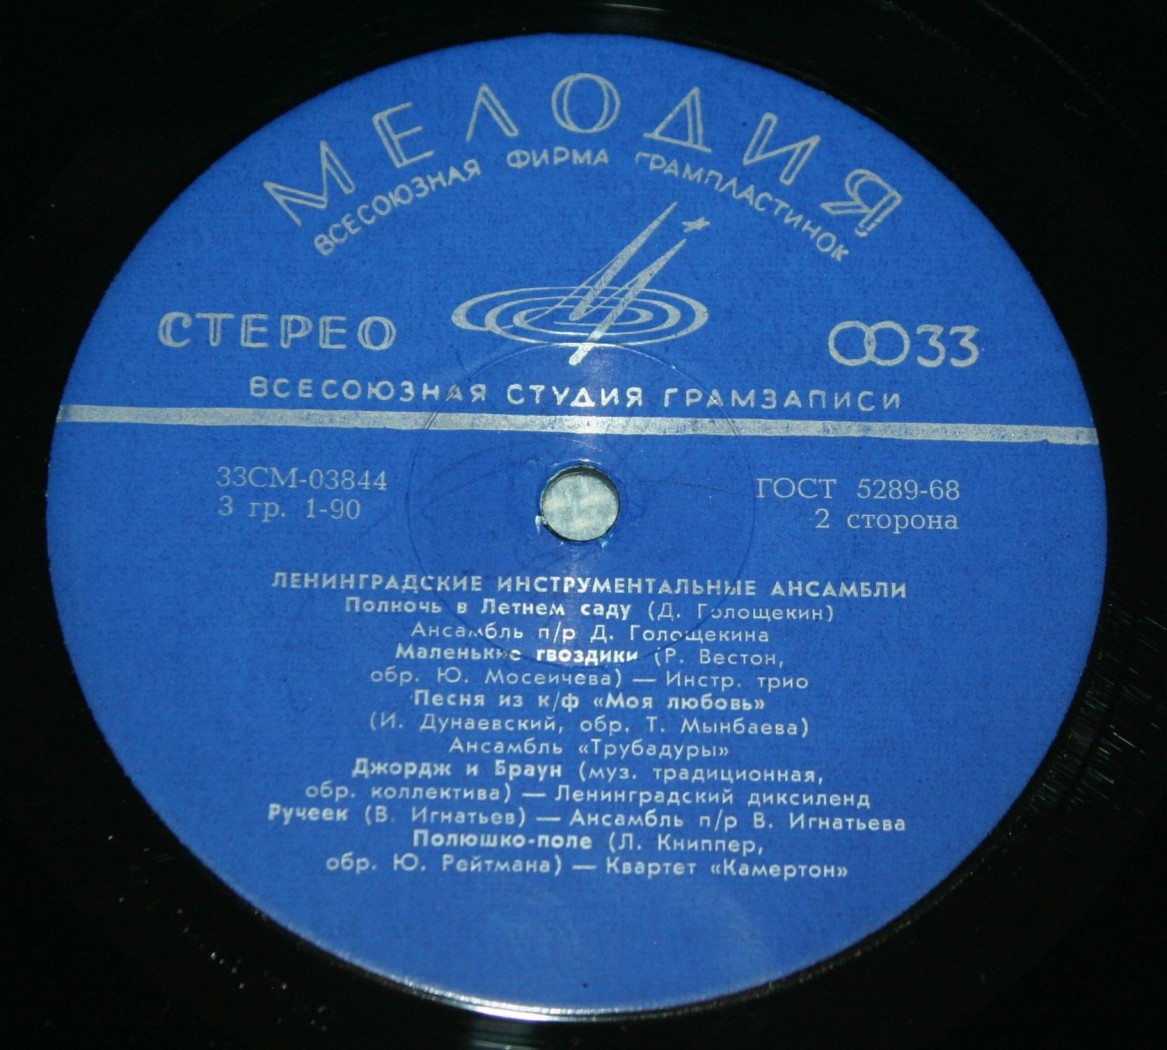 МЕЛОДИЯ
ВСЕСОЮЗНАЯ ФИРМА ГРАМПЛАСТИНОК
СТЕРЕО
33
ВСЕСОЮЗНАЯ СТУДИЯ ГРАМЗАПИСИ
33СМ-03844
3 гр. 1-90
ГОСТ 5289-68
2 сторона
ЛЕНИНГРАДСКИЕ ИНСТРУМЕНТАЛЬНЫЕ АНСАМБЛИ
Полночь в Летнем саду (Д. Голощекин)
Ансамбль п/р Д. Голощекина
Маленькие гвоздики (Р. Вестон,
обр. Ю. Мосеичева) — Инстр. трио
Песня из к/ф «Моя любовь»
(И. Дунаевский, обр. Т. Мынбаева)
Ансамбль «Трубадуры»
Джордж и Браун (муз. традиционная,
обр. коллектива) — Ленинградский диксиленд
Ручеек (В. Игнатьев) — Ансамбль п/р В. Игнатьева
Полюшко-поле (Л. Книппер,
обр. Ю. Рейтмана) — Квартет «Камертон»